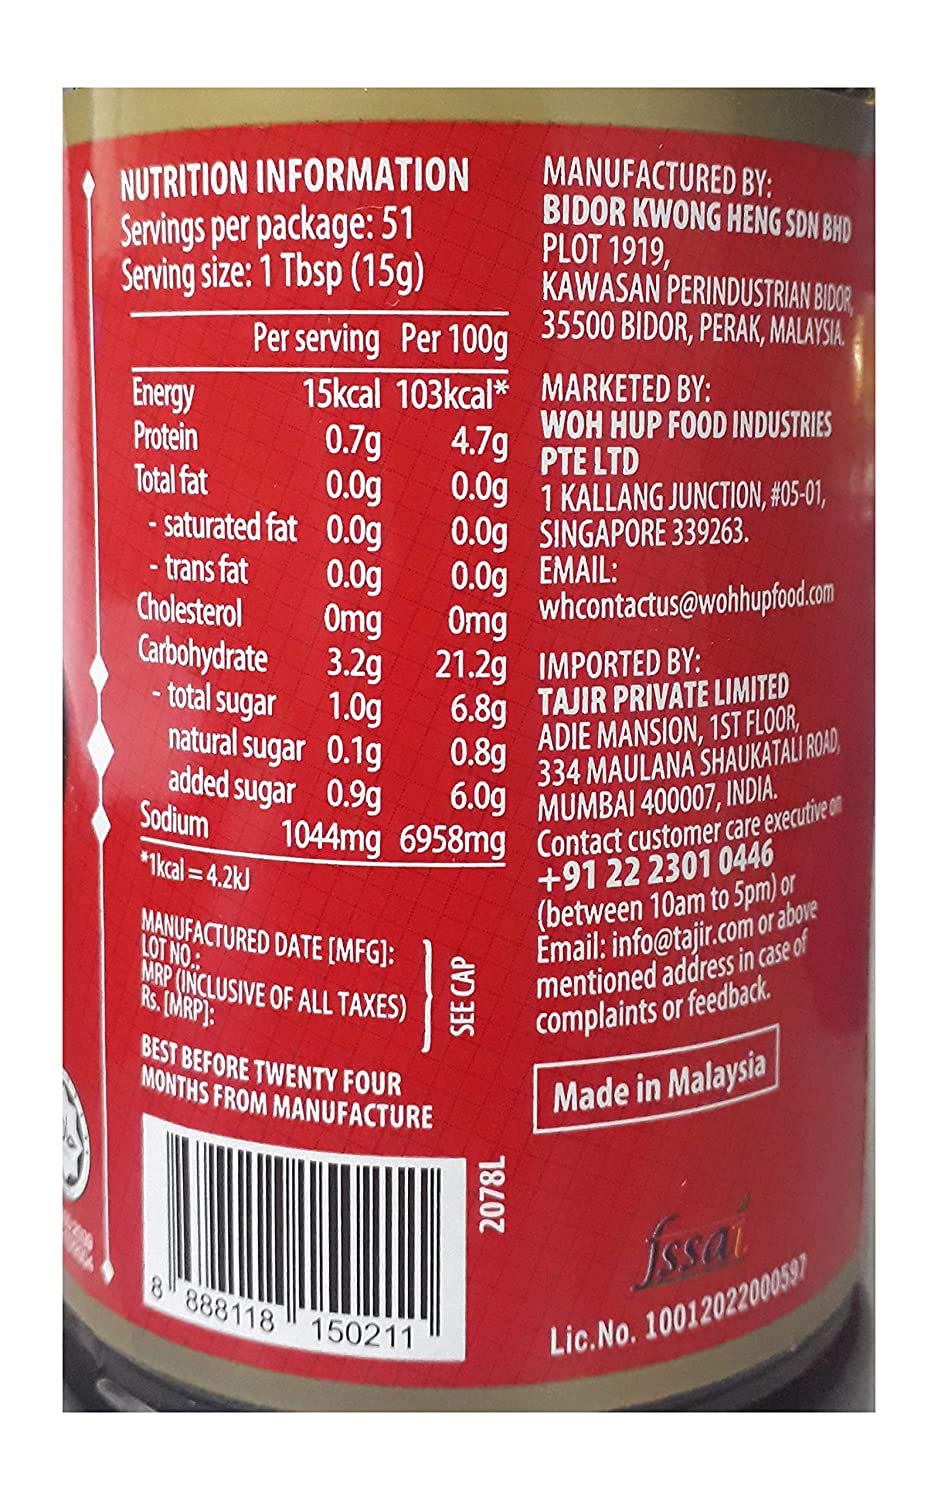 NUTRITION INFORMATION
Servings per package: 51
Serving size: 1 Tbsp (15g)
Per serving Per 100g
Energy 15kcal 103kcal*
Protein 0.7g 4.7g
Total fat 0.0g 0.0g
- saturated fat 0.0g 0.0g
- trans fat 0.0g 0.0g
Cholesterol 0mg 0mg
Carbohydrate 3.2g 21.2g
- total sugar 1.0g 6.8g
natural sugar 0.1g 0.8g
added sugar 0.9g 6.0g
Sodium 1044mg 6958mg
*1kcal = 4.2kJ
MANUFACTURED DATE [MFG]:
LOT NO.:
MRP (INCLUSIVE OF ALL TAXES)
Rs. [MRP]:
SEE CAP
BEST BEFORE TWENTY FOUR
MONTHS FROM MANUFACTURE
8 888118 150211
2078L
MANUFACTURED BY:
BIDOR KWONG HENG SDN BHD
PLOT 1919,
KAWASAN PERINDUSTRIAN BIDOR,
35500 BIDOR, PERAK, MALAYSIA.
MARKETED BY:
WOH HUP FOOD INDUSTRIES
PTE LTD
1 KALLANG JUNCTION, #05-01,
SINGAPORE 339263.
EMAIL:
whcontactus@wohhupfood.com
IMPORTED BY:
TAJIR PRIVATE LIMITED
ADIE MANSION, 1ST FLOOR,
334 MAULANA SHAUKATALI ROAD,
MUMBAI 400007, INDIA.
Contact customer care executive on
+91 22 2301 0446
(between 10am to 5pm) or
Email: info@tajir.com or above
mentioned address in case of
complaints or feedback.
Made in Malaysia
fssai
Lic.No. 10012022000597